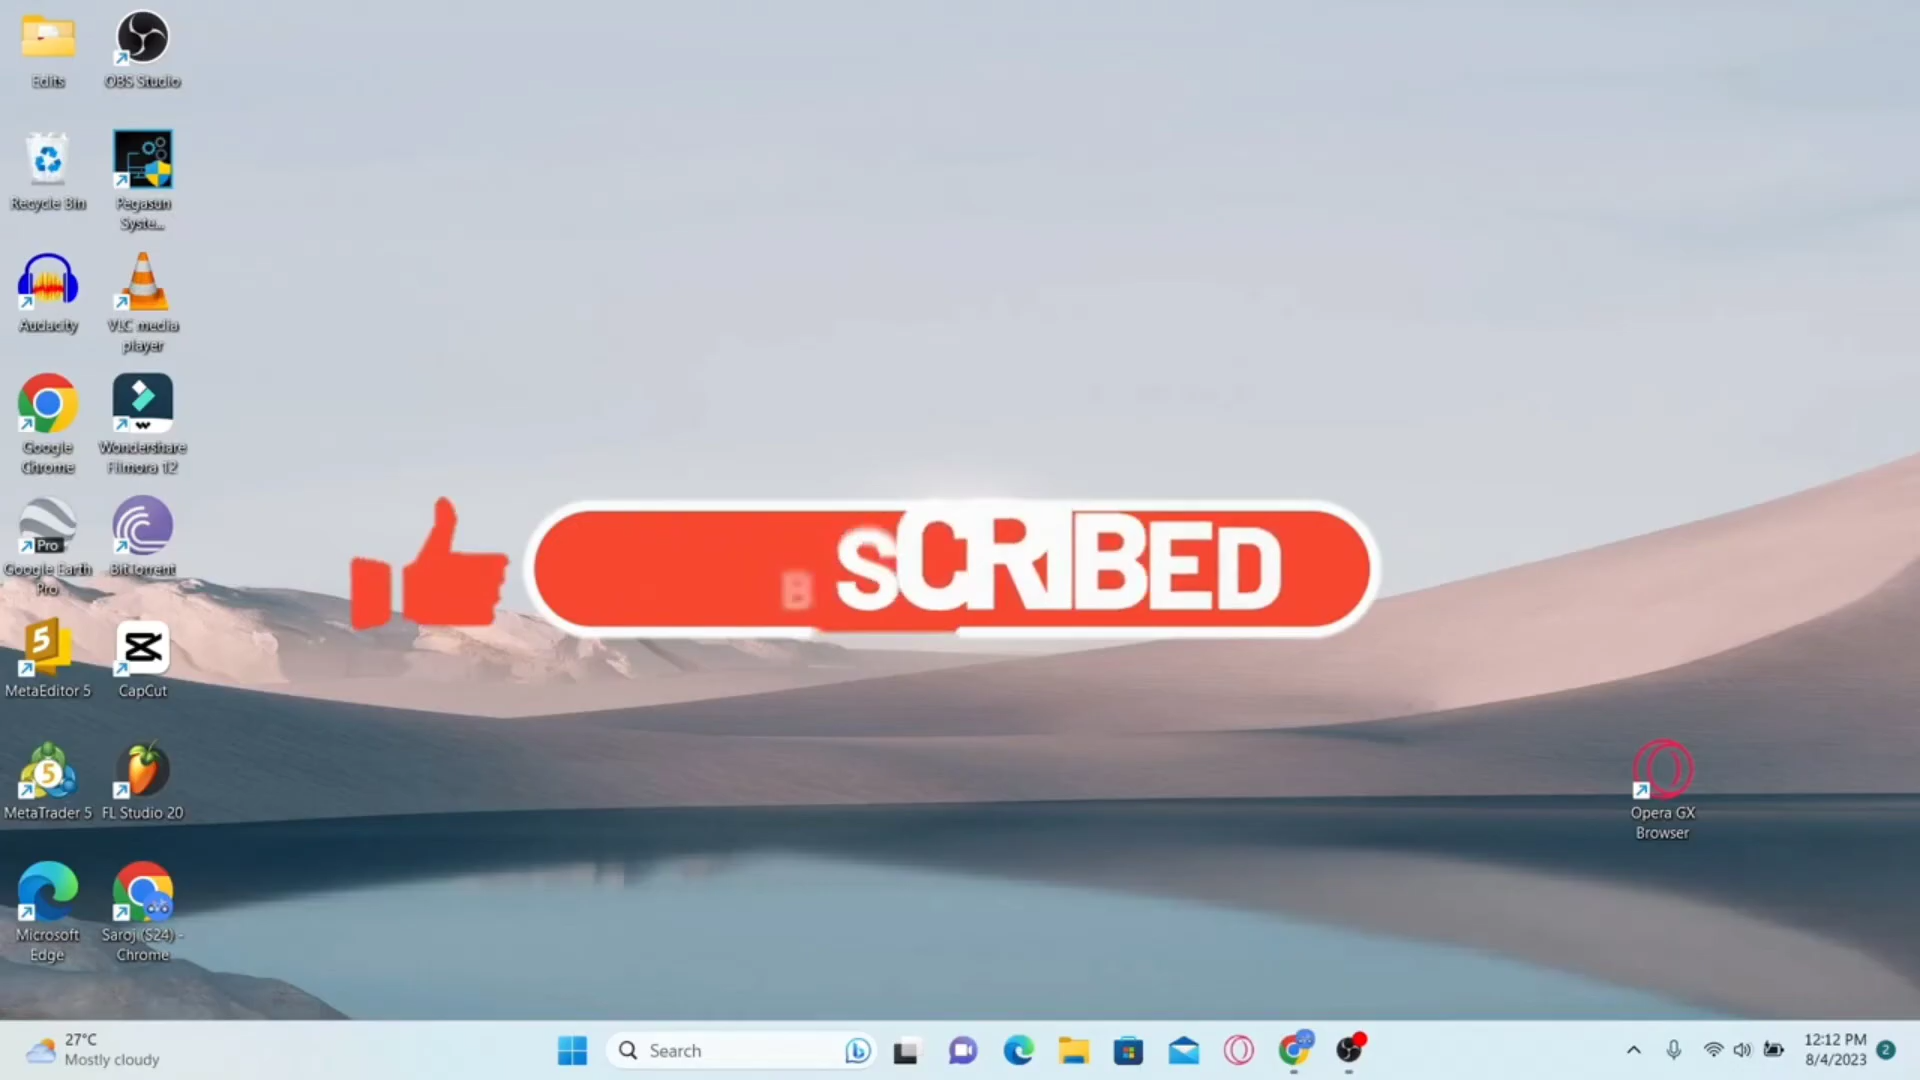 Edits
OBS Studio
Recycle Bin
Pegasun
Syste...
Audacity
VLC media
player
Google
Chrome
Wondershare
Filmora 12
Pro
Google Earth
Pro
BitTorrent
5
MetaEditor 5
CapCut
5
MetaTrader 5
FL Studio 20
Microsoft
Edge
Saroj (S24) -
Chrome
B SCRIBED
Opera GX
Browser
27°C
Mostly cloudy
Search
12:12 PM
8/4/2023
2